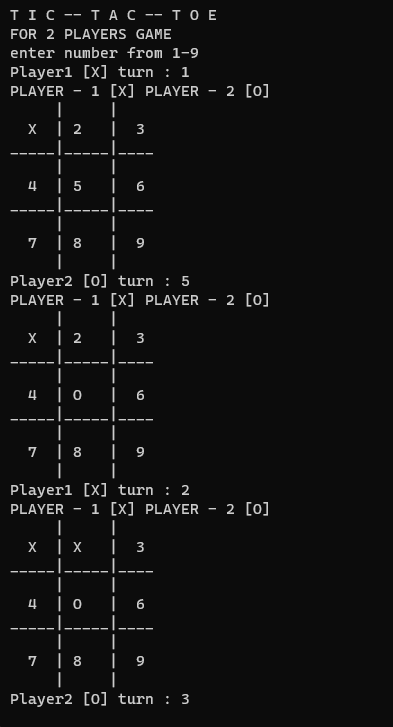 T I C -- T A C -- T O E
FOR 2 PLAYERS GAME
enter number from 1-9
Player1 [X] turn : 1
PLAYER - 1 [X] PLAYER - 2 [O]
     |     |
  X  | 2   |  3
_____|_____|____
     |     |
  4  | 5   |  6
_____|_____|____
     |     |
  7  | 8   |  9
     |     |
Player2 [O] turn : 5
PLAYER - 1 [X] PLAYER - 2 [O]
     |     |
  X  | 2   |  3
_____|_____|____
     |     |
  4  | O   |  6
_____|_____|____
     |     |
  7  | 8   |  9
     |     |
Player1 [X] turn : 2
PLAYER - 1 [X] PLAYER - 2 [O]
     |     |
  X  | X   |  3
_____|_____|____
     |     |
  4  | O   |  6
_____|_____|____
     |     |
  7  | 8   |  9
     |     |
Player2 [O] turn : 3